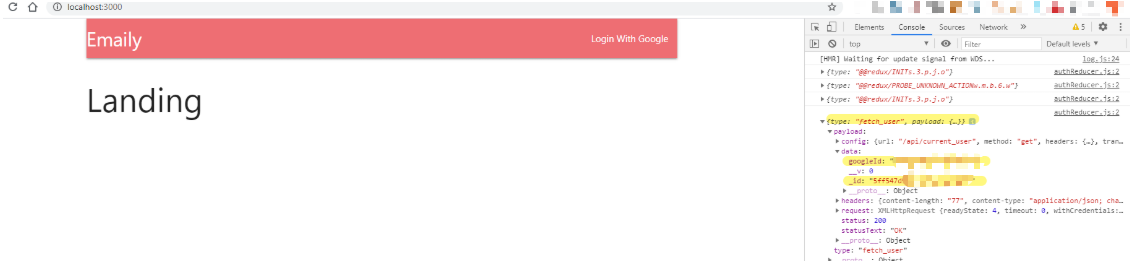 localhost:3000
Emaily
Login With Google
Landing
Elements Console Sources Network » 5
top Filter Default levels ▼
[HMR] Waiting for update signal from WDS... log.js:24
{type: "@@redux/INITs.3.p.j.o"} authReducer.js:2
{type: "@@redux/PROBE_UNKNOWN_ACTIONw.m.b.6.w"} authReducer.js:2
{type: "@@redux/INITs.3.p.j.o"} authReducer.js:2
authReducer.js:2
{type: "fetch_user", payload: {…}}
payload:
config: {url: "/api/current_user", method: "get", headers: {…}, tran…
data:
googleId: "
__v: 0
_id: "5ff547d
__proto__: Object
headers: {content-length: "77", content-type: "application/json; cha…
request: XMLHttpRequest {readyState: 4, timeout: 0, withCredentials:…
status: 200
statusText: "OK"
__proto__: Object
type: "fetch_user"
__proto__: Object